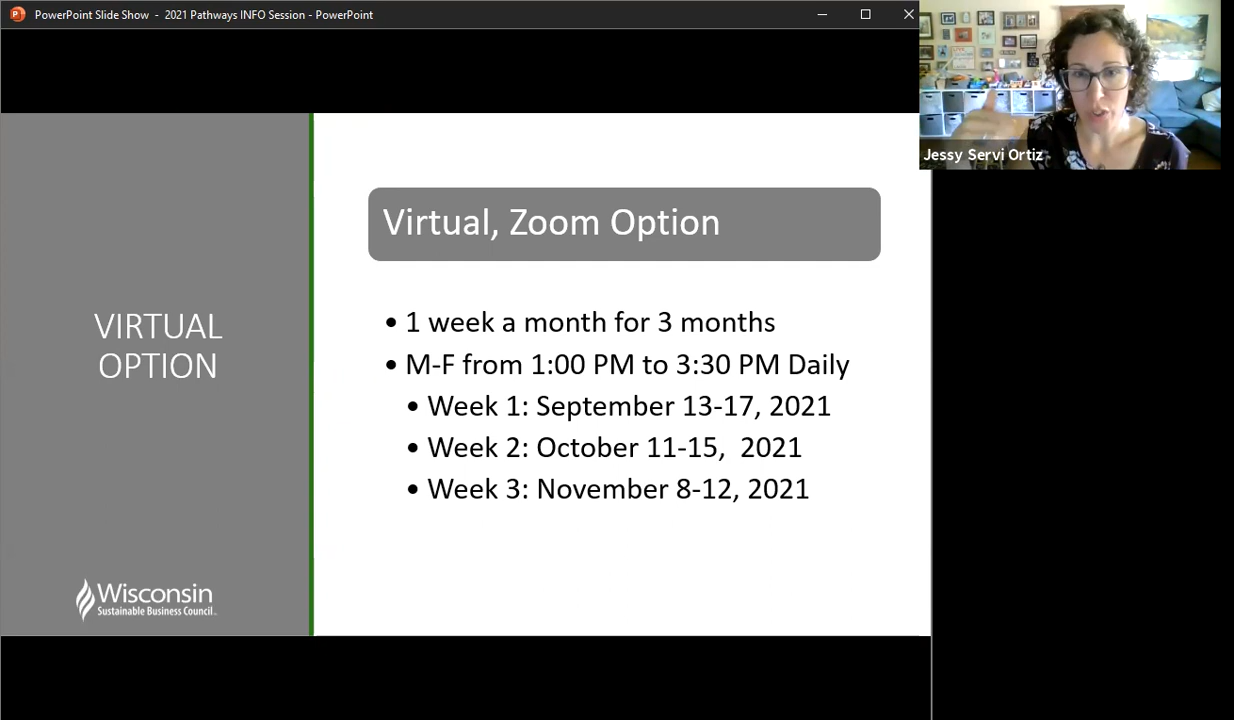 PowerPoint Slide Show - 2021 Pathways INFO Session - PowerPoint
Jessy Servi Ortiz
Virtual, Zoom Option
VIRTUAL
OPTION
• 1 week a month for 3 months
• M-F from 1:00 PM to 3:30 PM Daily
• Week 1: September 13-17, 2021
• Week 2: October 11-15, 2021
• Week 3: November 8-12, 2021
Wisconsin
Sustainable Business Council